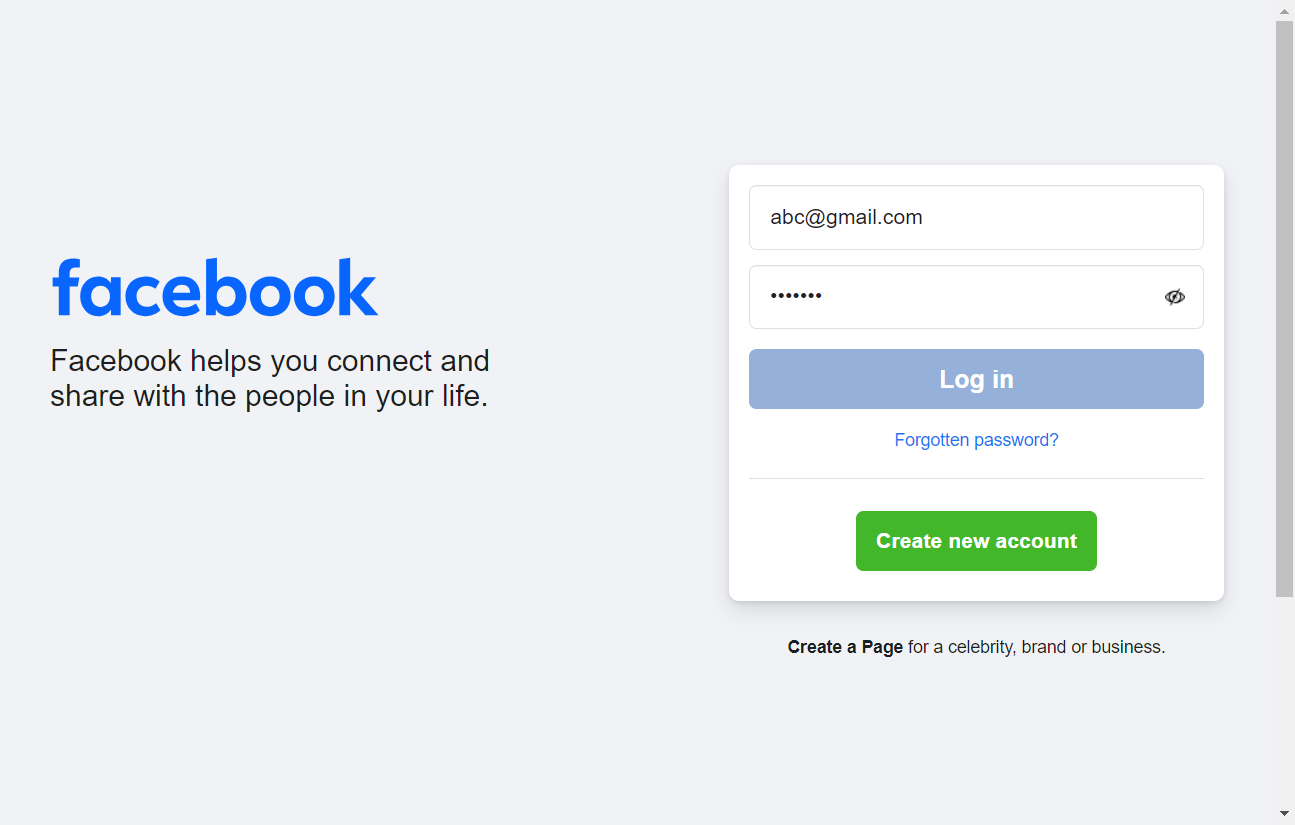 facebook
Facebook helps you connect and
share with the people in your life.
abc@gmail.com
•••••••
Log in
Forgotten password?
Create new account
Create a Page for a celebrity, brand or business.